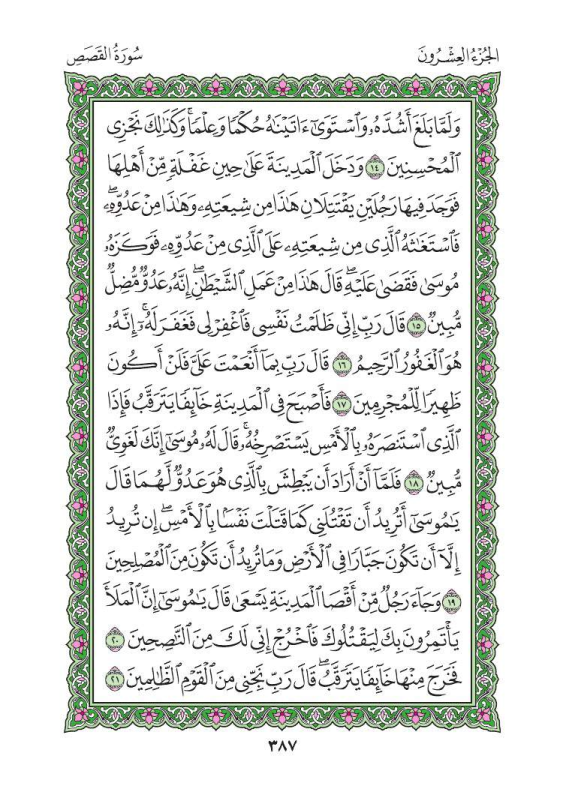 الجُزْءُ العِشْرُونَ
سُورَةُ القَصَصِ
وَلَمَّا بَلَغَ أَشُدَّهُۥ وَٱسْتَوَىٰٓ ءَاتَيْنَٰهُ حُكْمًا وَعِلْمًاۚ وَكَذَٰلِكَ نَجْزِى
ٱلْمُحْسِنِينَ ١٤ وَدَخَلَ ٱلْمَدِينَةَ عَلَىٰ حِينِ غَفْلَةٍ مِّنْ أَهْلِهَا
فَوَجَدَ فِيهَا رَجُلَيْنِ يَقْتَتِلَانِ هَٰذَا مِن شِيعَتِهِۦ وَهَٰذَا مِنْ عَدُوِّهِۦۖ
فَٱسْتَغَٰثَهُ ٱلَّذِى مِن شِيعَتِهِۦ عَلَى ٱلَّذِى مِنْ عَدُوِّهِۦ فَوَكَزَهُۥ
مُوسَىٰ فَقَضَىٰ عَلَيْهِۖ قَالَ هَٰذَا مِنْ عَمَلِ ٱلشَّيْطَٰنِۖ إِنَّهُۥ عَدُوٌّ مُّضِلٌّ
مُّبِينٌ ١٥ قَالَ رَبِّ إِنِّى ظَلَمْتُ نَفْسِى فَٱغْفِرْ لِى فَغَفَرَ لَهُۥٓۚ إِنَّهُۥ
هُوَ ٱلْغَفُورُ ٱلرَّحِيمُ ١٦ قَالَ رَبِّ بِمَآ أَنْعَمْتَ عَلَىَّ فَلَنْ أَكُونَ
ظَهِيرًا لِّلْمُجْرِمِينَ ١٧ فَأَصْبَحَ فِى ٱلْمَدِينَةِ خَآئِفًا يَتَرَقَّبُ فَإِذَا
ٱلَّذِى ٱسْتَنصَرَهُۥ بِٱلْأَمْسِ يَسْتَصْرِخُهُۥۚ قَالَ لَهُۥ مُوسَىٰٓ إِنَّكَ لَغَوِىٌّ
مُّبِينٌ ١٨ فَلَمَّآ أَنْ أَرَادَ أَن يَبْطِشَ بِٱلَّذِى هُوَ عَدُوٌّ لَّهُمَا قَالَ
يَٰمُوسَىٰٓ أَتُرِيدُ أَن تَقْتُلَنِى كَمَا قَتَلْتَ نَفْسًۢا بِٱلْأَمْسِۖ إِن تُرِيدُ
إِلَّآ أَن تَكُونَ جَبَّارًا فِى ٱلْأَرْضِ وَمَا تُرِيدُ أَن تَكُونَ مِنَ ٱلْمُصْلِحِينَ
١٩ وَجَآءَ رَجُلٌ مِّنْ أَقْصَا ٱلْمَدِينَةِ يَسْعَىٰ قَالَ يَٰمُوسَىٰٓ إِنَّ ٱلْمَلَأَ
يَأْتَمِرُونَ بِكَ لِيَقْتُلُوكَ فَٱخْرُجْ إِنِّى لَكَ مِنَ ٱلنَّٰصِحِينَ ٢٠
فَخَرَجَ مِنْهَا خَآئِفًا يَتَرَقَّبُۖ قَالَ رَبِّ نَجِّنِى مِنَ ٱلْقَوْمِ ٱلظَّٰلِمِينَ ٢١
٣٨٧